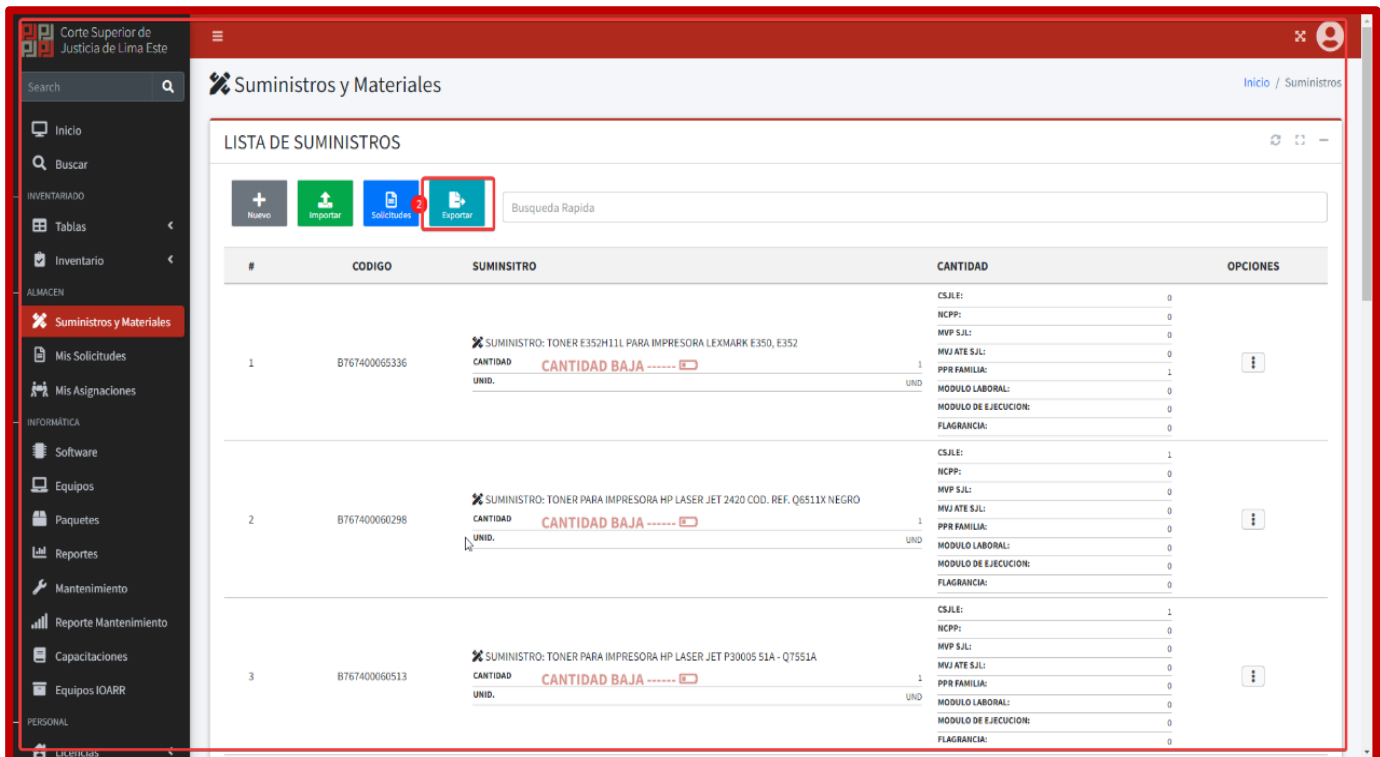 Corte Superior de
Justicia de Lima Este
Search
Inicio
Buscar
INVENTARIADO
Tablas
Inventario
ALMACEN
Suministros y Materiales
Mis Solicitudes
Mis Asignaciones
INFORMÁTICA
Software
Equipos
Paquetes
Reportes
Mantenimiento
Reporte Mantenimiento
Capacitaciones
Equipos IOARR
PERSONAL
Licencias
Suministros y Materiales
Inicio / Suministros
LISTA DE SUMINISTROS
Nuevo
Importar
Solicitudes
2
Exportar
Busqueda Rapida
# CODIGO SUMINSITRO CANTIDAD OPCIONES
1 B767400065336
SUMINISTRO: TONER E352H11L PARA IMPRESORA LEXMARK E350, E352
CANTIDAD CANTIDAD BAJA ------ 1
UNID. UND
CSJLE: 0
NCPP: 0
MVP SJL: 0
MVJ ATE SJL: 0
PPR FAMILIA: 1
MODULO LABORAL: 0
MODULO DE EJECUCION: 0
FLAGRANCIA: 0
2 B767400060298
SUMINISTRO: TONER PARA IMPRESORA HP LASER JET 2420 COD. REF. Q6511X NEGRO
CANTIDAD CANTIDAD BAJA ------ 1
UNID. UND
CSJLE: 1
NCPP: 0
MVP SJL: 0
MVJ ATE SJL: 0
PPR FAMILIA: 0
MODULO LABORAL: 0
MODULO DE EJECUCION: 0
FLAGRANCIA: 0
3 B767400060513
SUMINISTRO: TONER PARA IMPRESORA HP LASER JET P30005 51A - Q7551A
CANTIDAD CANTIDAD BAJA ------ 1
UNID. UND
CSJLE: 1
NCPP: 0
MVP SJL: 0
MVJ ATE SJL: 0
PPR FAMILIA: 0
MODULO LABORAL: 0
MODULO DE EJECUCION: 0
FLAGRANCIA: 0